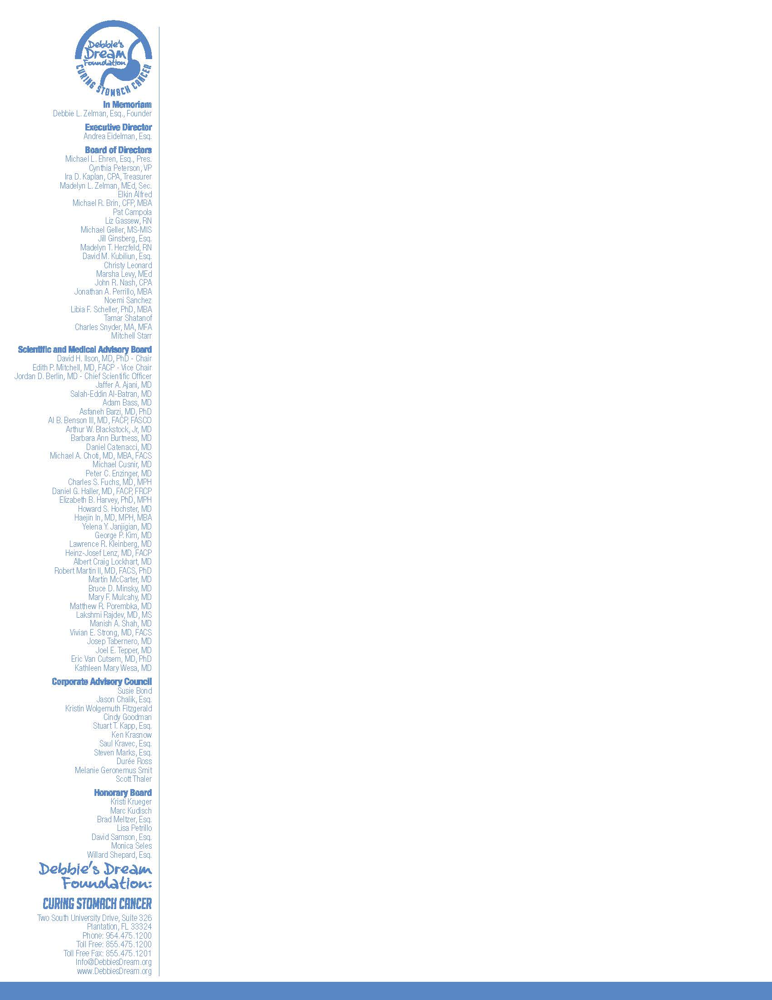 Debbie's
Dream
Foundation
CURING STOMACH CANCER
In Memoriam
Debbie L. Zelman, Esq., Founder
Executive Director
Andrea Eidelman, Esq.
Board of Directors
Michael L. Ehren, Esq., Pres.
Cynthia Peterson, VP
Ira D. Kaplan, CPA, Treasurer
Madelyn L. Zelman, MEd, Sec.
Elkin Alfred
Michael R. Brin, CFP, MBA
Pat Campola
Liz Gassew, RN
Michael Geller, MS-MIS
Jill Ginsberg, Esq.
Madelyn T. Herzfeld, RN
David M. Kubiliun, Esq.
Christy Leonard
Marsha Levy, MEd
John R. Nash, CPA
Jonathan A. Perrillo, MBA
Noemi Sanchez
Libia F. Scheller, PhD, MBA
Tamar Shatanof
Charles Snyder, MA, MFA
Mitchell Starr
Scientific and Medical Advisory Board
David H. Ilson, MD, PhD - Chair
Edith P. Mitchell, MD, FACP - Vice Chair
Jordan D. Berlin, MD - Chief Scientific Officer
Jaffer A. Ajani, MD
Salah-Eddin Al-Batran, MD
Adam Bass, MD
Asfaneh Barzi, MD, PhD
Al B. Benson III, MD, FACP, FASCO
Arthur W. Blackstock, Jr, MD
Barbara Ann Burtness, MD
Daniel Catenacci, MD
Michael A. Choti, MD, MBA, FACS
Michael Cusnir, MD
Peter C. Enzinger, MD
Charles S. Fuchs, MD, MPH
Daniel G. Haller, MD, FACP, FRCP
Elizabeth B. Harvey, PhD, MPH
Howard S. Hochster, MD
Haejin In, MD, MPH, MBA
Yelena Y. Janjigian, MD
George P. Kim, MD
Lawrence R. Kleinberg, MD
Heinz-Josef Lenz, MD, FACP
Albert Craig Lockhart, MD
Robert Martin II, MD, FACS, PhD
Martin McCarter, MD
Bruce D. Minsky, MD
Mary F. Mulcahy, MD
Matthew R. Porembka, MD
Lakshmi Rajdev, MD, MS
Manish A. Shah, MD
Vivian E. Strong, MD, FACS
Josep Tabernero, MD
Joel E. Tepper, MD
Eric Van Cutsem, MD, PhD
Kathleen Mary Wesa, MD
Corporate Advisory Council
Susie Bond
Jason Chalik, Esq.
Kristin Wolgemuth Fitzgerald
Cindy Goodman
Stuart T. Kapp, Esq.
Ken Krasnow
Saul Kravec, Esq.
Steven Marks, Esq.
Durée Ross
Melanie Geronemus Smit
Scott Thaler
Honorary Board
Kristi Krueger
Marc Kudisch
Brad Meltzer, Esq.
Lisa Petrillo
David Samson, Esq.
Monica Seles
Willard Shepard, Esq.
Debbie's Dream
Foundation:
CURING STOMACH CANCER
Two South University Drive, Suite 326
Plantation, FL 33324
Phone: 954.475.1200
Toll Free: 855.475.1200
Toll Free Fax: 855.475.1201
Info@DebbiesDream.org
www.DebbiesDream.org